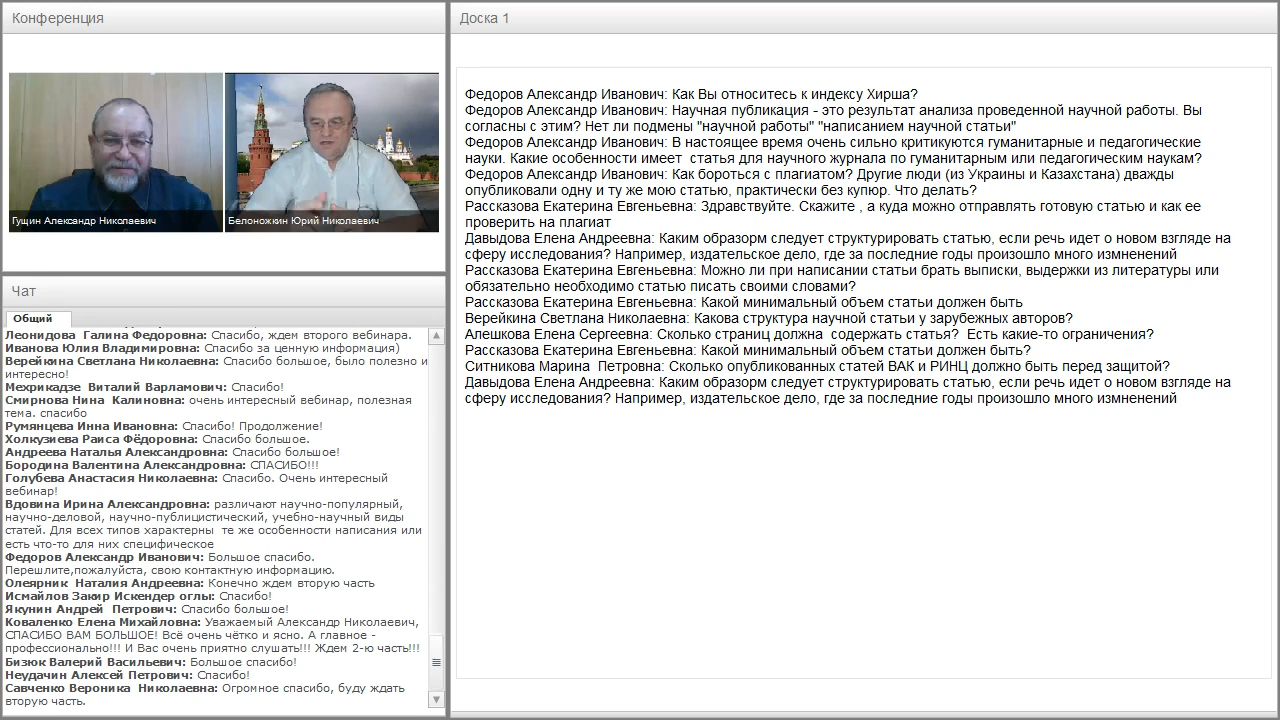 Конференция
Гущин Александр Николаевич
Белоножкин Юрий Николаевич
Чат
Общий
Леонидова  Галина Федоровна: Спасибо, ждем второго вебинара.
Иванова Юлия Владимировна: Спасибо за ценную информация)
Верейкина Светлана Николаевна: Спасибо большое, было полезно и
интересно!
Мехрикадзе  Виталий Варламович: Спасибо!
Смирнова Нина  Калиновна: очень интересный вебинар, полезная
тема. спасибо
Румянцева Инна Ивановна: Спасибо! Продолжение!
Холкузиева Раиса Фёдоровна: Спасибо большое.
Андреева Наталья Александровна: Спасибо большое!
Бородина Валентина Александровна: СПАСИБО!!!
Голубева Анастасия Николаевна: Спасибо. Очень интересный
вебинар!
Вдовина Ирина Александровна: различают научно-популярный,
научно-деловой, научно-публицистический, учебно-научный виды
статей. Для всех типов характерны  те же особенности написания или
есть что-то для них специфическое
Федоров Александр Иванович: Большое спасибо.
Перешлите,пожалуйста, свою контактную информацию.
Олеярник  Наталия Андреевна: Конечно ждем вторую часть
Исмайлов Закир Искендер оглы: Спасибо!
Якунин Андрей  Петрович: Спасибо большое!
Коваленко Елена Михайловна: Уважаемый Александр Николаевич,
СПАСИБО ВАМ БОЛЬШОЕ! Всё очень чётко и ясно. А главное -
профессионально!!! И Вас очень приятно слушать!!! Ждем 2-ю часть!!!
Бизюк Валерий Васильевич: Большое спасибо!
Неудачин Алексей Петрович: Спасибо!
Савченко Вероника  Николаевна: Огромное спасибо, буду ждать
вторую часть.
Доска 1
Федоров Александр Иванович: Как Вы относитесь к индексу Хирша?
Федоров Александр Иванович: Научная публикация - это результат анализа проведенной научной работы. Вы
согласны с этим? Нет ли подмены "научной работы" "написанием научной статьи"
Федоров Александр Иванович: В настоящее время очень сильно критикуются гуманитарные и педагогические
науки. Какие особенности имеет  статья для научного журнала по гуманитарным или педагогическим наукам?
Федоров Александр Иванович: Как бороться с плагиатом? Другие люди (из Украины и Казахстана) дважды
опубликовали одну и ту же мою статью, практически без купюр. Что делать?
Рассказова Екатерина Евгеньевна: Здравствуйте. Скажите , а куда можно отправлять готовую статью и как ее
проверить на плагиат
Давыдова Елена Андреевна: Каким образорм следует структурировать статью, если речь идет о новом взгляде на
сферу исследования? Например, издательское дело, где за последние годы произошло много измненений
Рассказова Екатерина Евгеньевна: Можно ли при написании статьи брать выписки, выдержки из литературы или
обязательно необходимо статью писать своими словами?
Рассказова Екатерина Евгеньевна: Какой минимальный объем статьи должен быть
Верейкина Светлана Николаевна: Какова структура научной статьи у зарубежных авторов?
Алешкова Елена Сергеевна: Сколько страниц должна  содержать статья?  Есть какие-то ограничения?
Рассказова Екатерина Евгеньевна: Какой минимальный объем статьи должен быть?
Ситникова Марина  Петровна: Сколько опубликованных статей ВАК и РИНЦ должно быть перед защитой?
Давыдова Елена Андреевна: Каким образорм следует структурировать статью, если речь идет о новом взгляде на
сферу исследования? Например, издательское дело, где за последние годы произошло много измненений